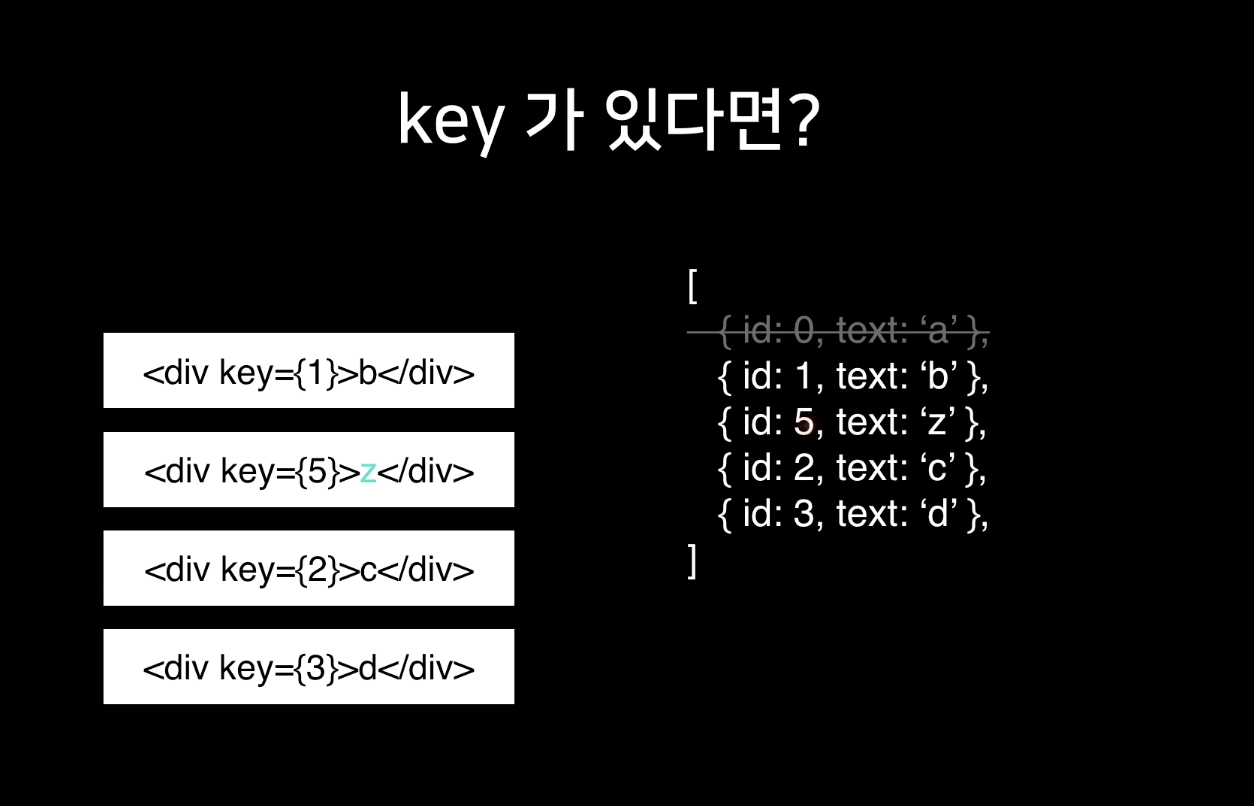 key 가 있다면?
<div key={1}>b</div>
<div key={5}>z</div>
<div key={2}>c</div>
<div key={3}>d</div>
[
{ id: 0, text: ‘a’ },
{ id: 1, text: ‘b’ },
{ id: 5, text: ‘z’ },
{ id: 2, text: ‘c’ },
{ id: 3, text: ‘d’ },
]